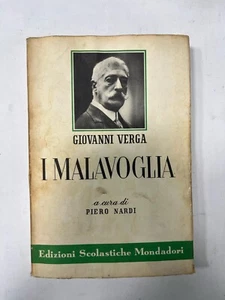 GIOVANNI VERGA
I MALAVOGLIA
a cura di
PIERO NARDI
Edizioni Scolastiche Mondadori